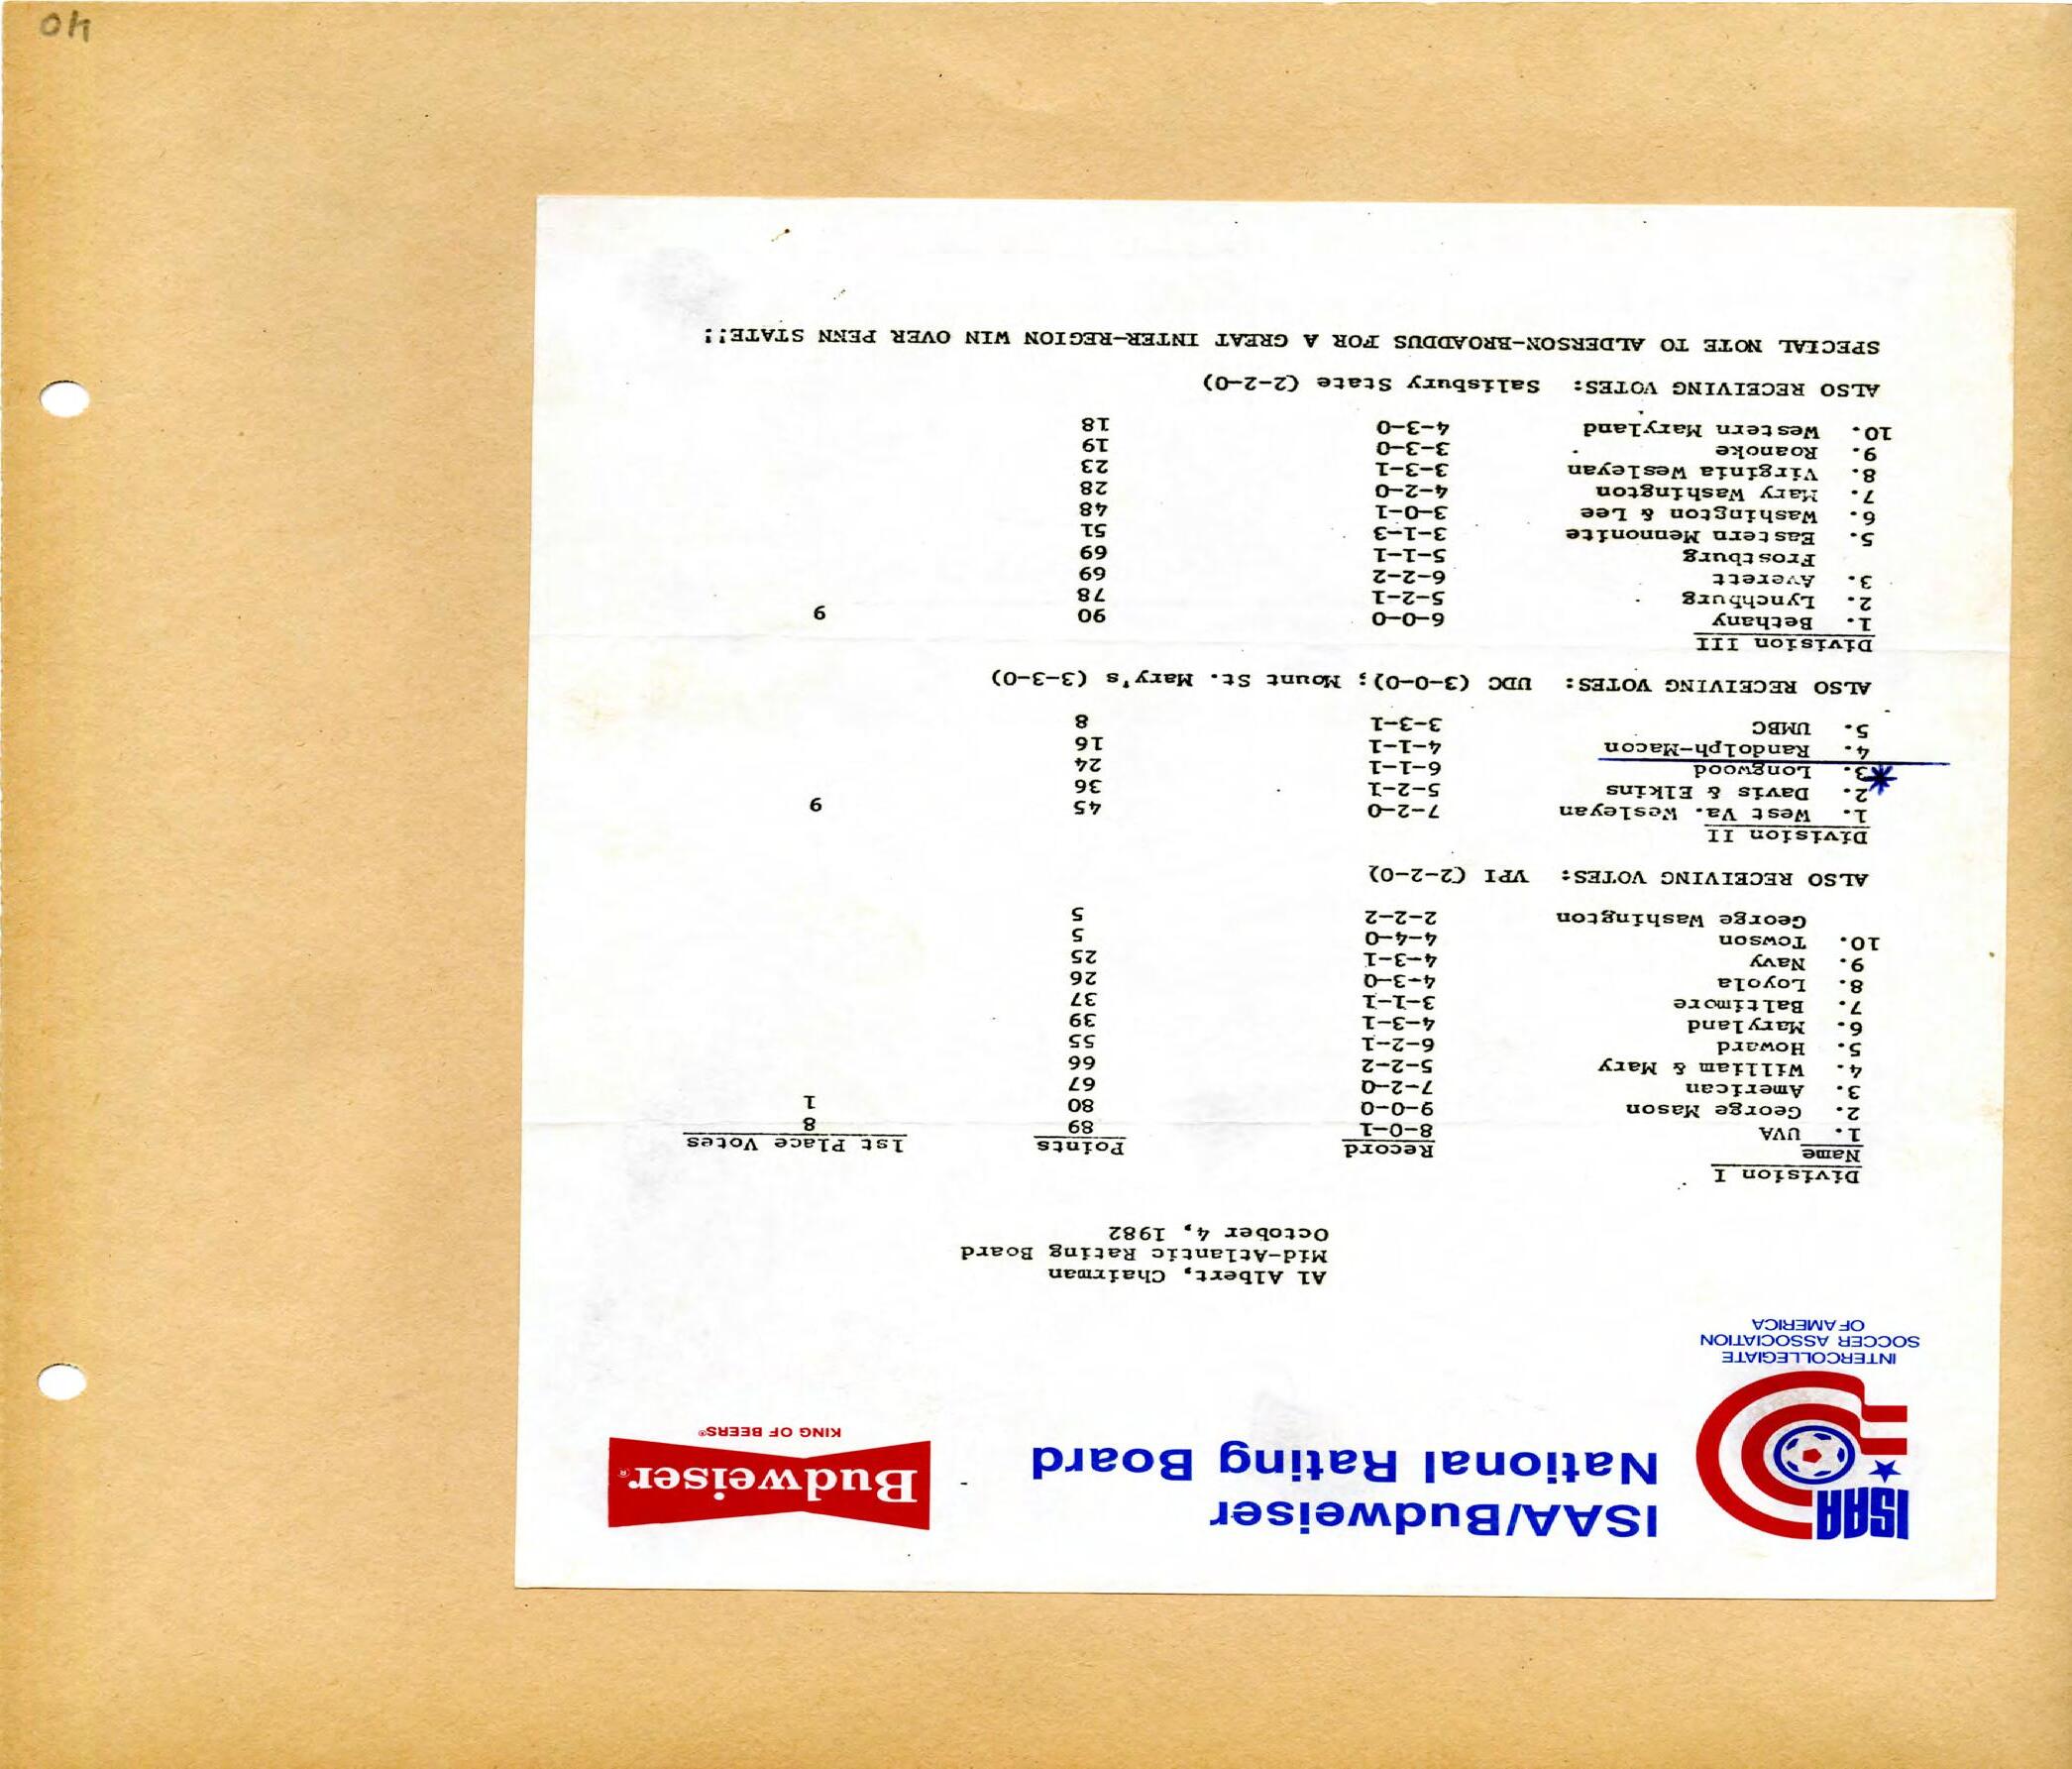 ISAA
INTERCOLLEGIATE
SOCCER ASSOCIATION
OF AMERICA
ISAA/Budweiser
National Rating Board
Budweiser®
KING OF BEERS®
Al Albert, Chairman
Mid-Atlantic Rating Board
October 4, 1982
Division I
Name Record Points 1st Place Votes
1. UVA 8-0-1 89 8
2. George Mason 9-0-0 80 1
3. American 7-2-0 67
4. William & Mary 5-2-2 66
5. Howard 6-2-1 55
6. Maryland 4-3-1 39
7. Baltimore 3-1-1 37
8. Loyola 4-3-0 26
9. Navy 4-3-1 25
10. Towson 4-4-0 5
George Washington 2-2-2 5
ALSO RECEIVING VOTES: VPI (2-2-0)
Division II
1. West Va. Wesleyan 7-2-0 45 9
2. Davis & Elkins 5-2-1 36
3. Longwood 6-1-1 24
4. Randolph-Macon 4-1-1 16
5. UMBC 3-3-1 8
ALSO RECEIVING VOTES: UDC (3-0-0); Mount St. Mary's (3-3-0)
Division III
1. Bethany 6-0-0 90 9
2. Lynchburg 5-2-1 78
3. Averett 6-2-2 69
Frostburg 5-1-1 69
5. Eastern Mennonite 3-1-3 51
6. Washington & Lee 3-0-1 48
7. Mary Washington 4-2-0 28
8. Virginia Wesleyan 3-3-1 23
9. Roanoke 3-3-0 19
10. Western Maryland 4-3-0 18
ALSO RECEIVING VOTES: Salisbury State (2-2-0)
SPECIAL NOTE TO ALDERSON-BROADDUS FOR A GREAT INTER-REGION WIN OVER PENN STATE!!
40